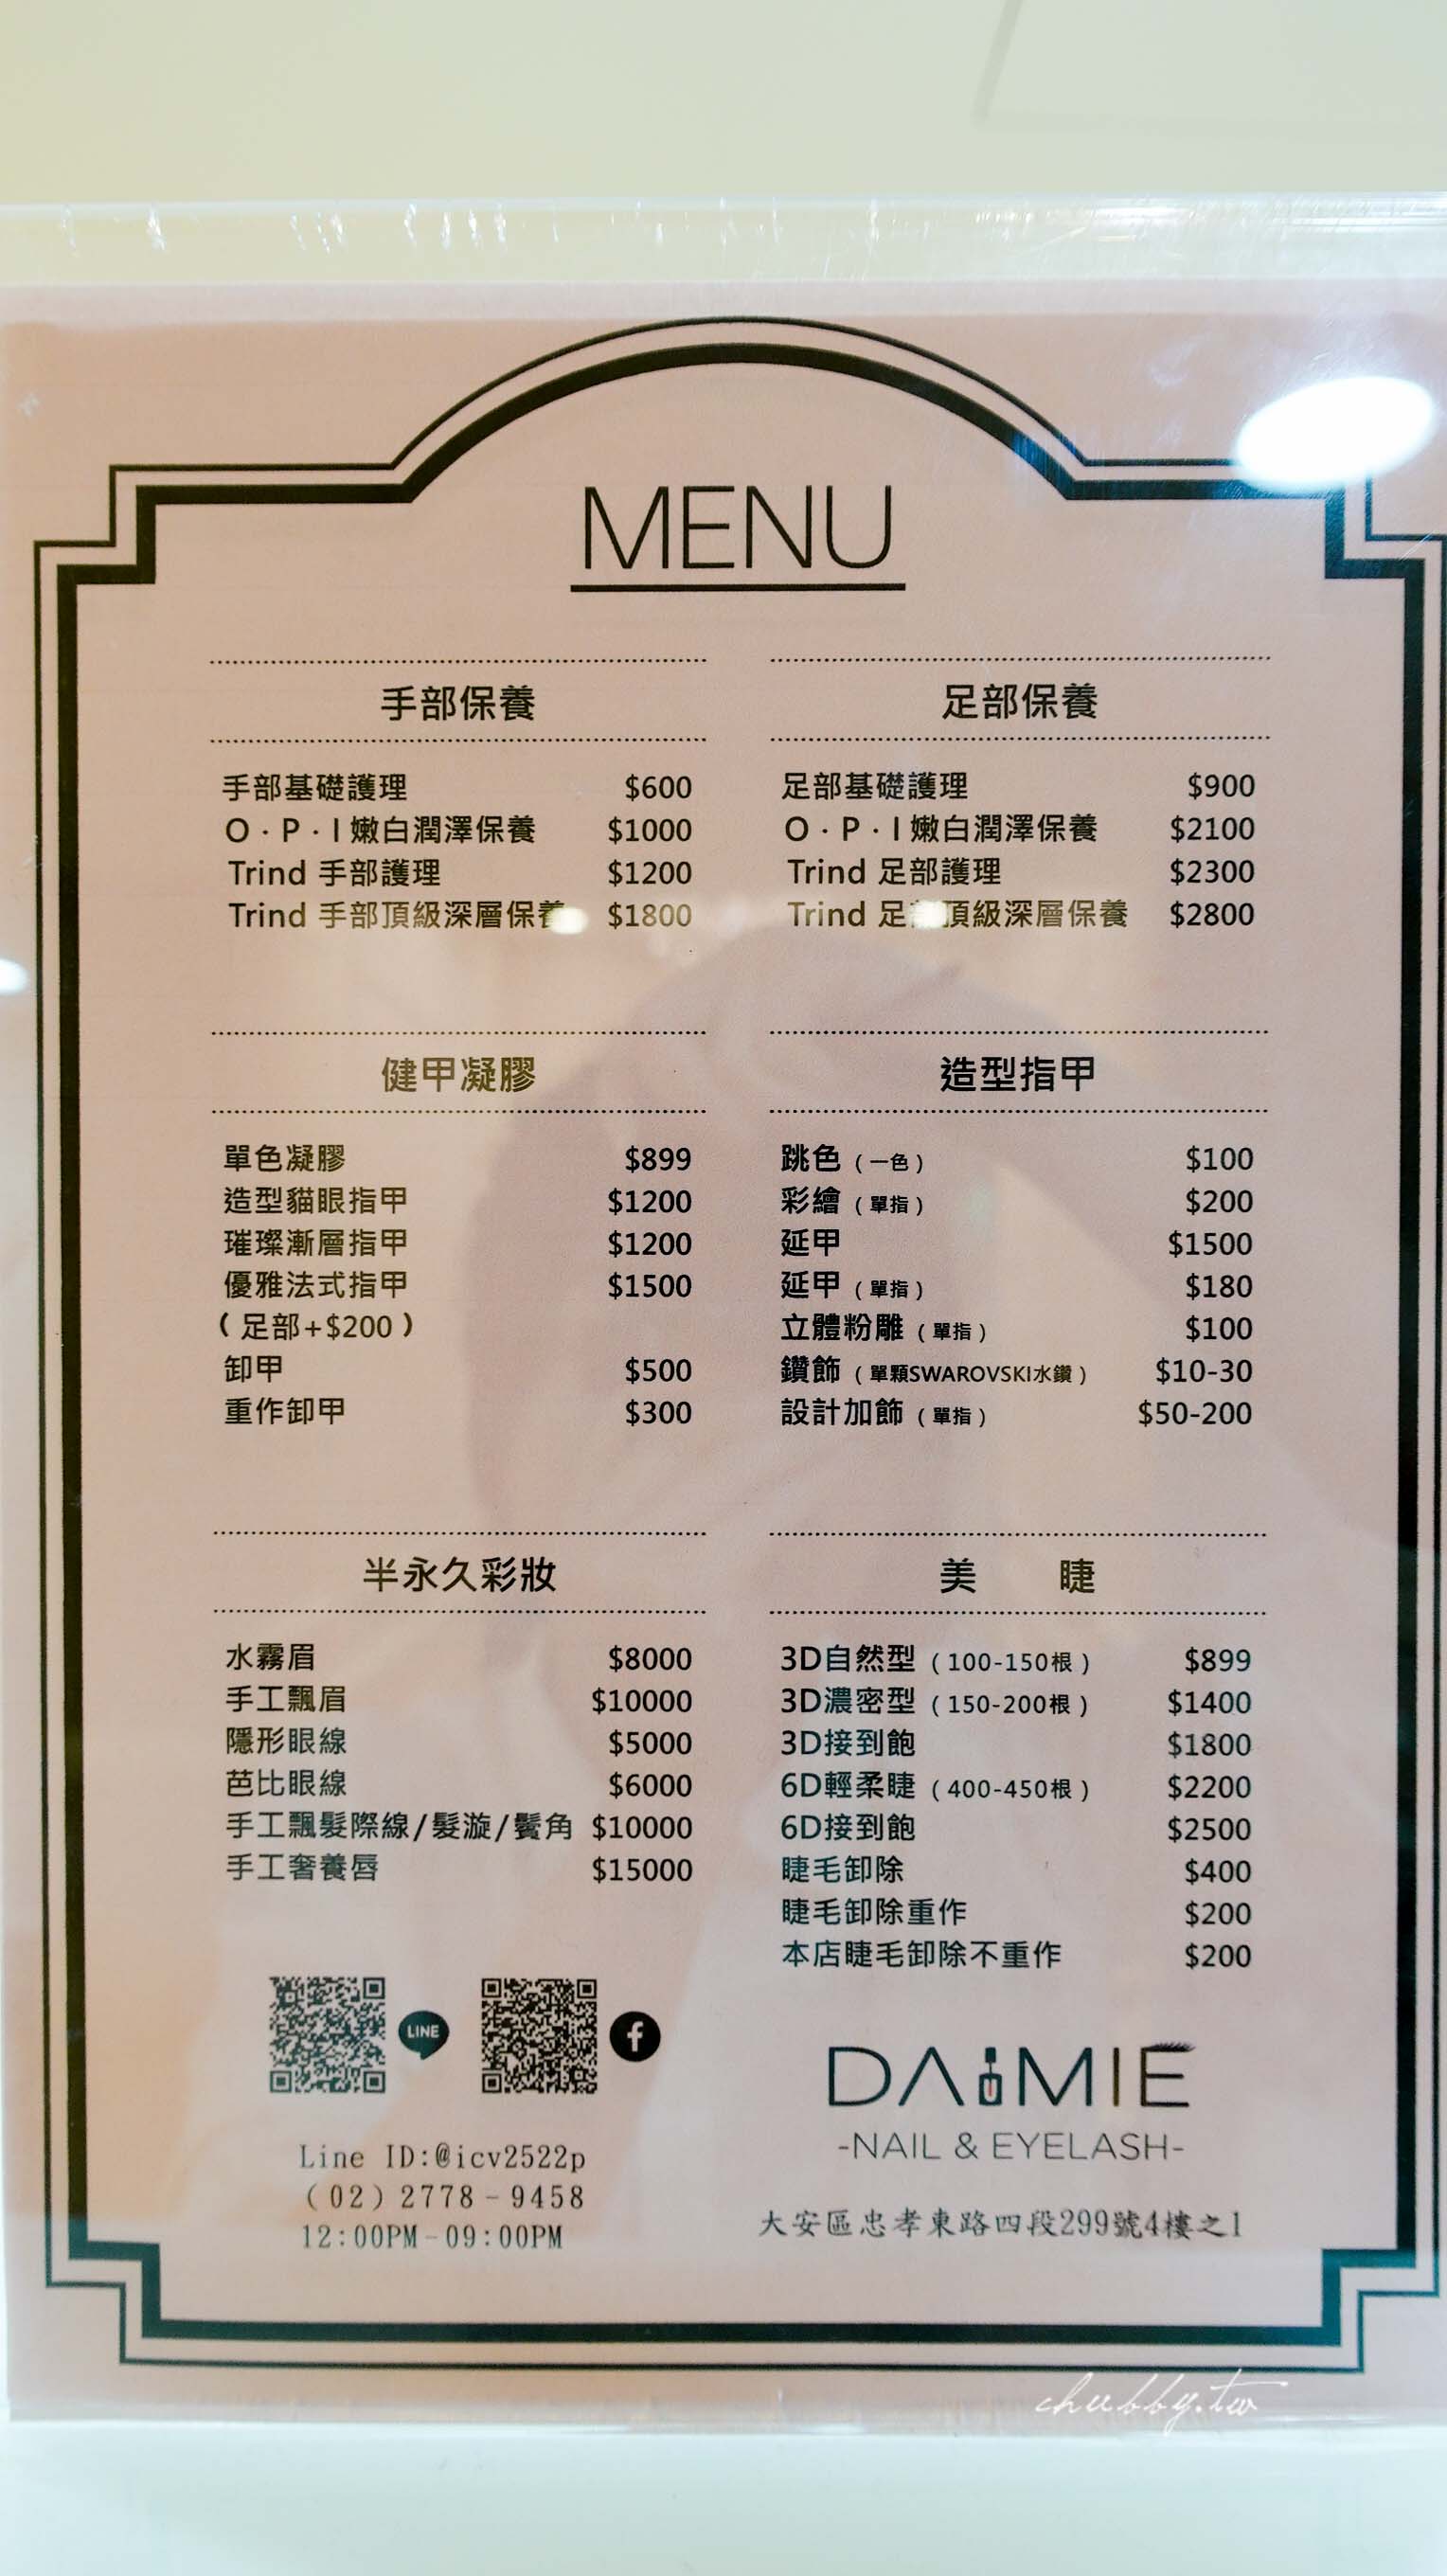 MENU
手部保養
手部基礎護理 $600
O·P·I 嫩白潤澤保養 $1000
Trind 手部護理 $1200
Trind 手部頂級深層保養 $1800
足部保養
足部基礎護理 $900
O·P·I 嫩白潤澤保養 $2100
Trind 足部護理 $2300
Trind 足部頂級深層保養 $2800
健甲凝膠
單色凝膠 $899
造型貓眼指甲 $1200
璀璨漸層指甲 $1200
優雅法式指甲 $1500
(足部+$200)
卸甲 $500
重作卸甲 $300
造型指甲
跳色(一色) $100
彩繪(單指) $200
延甲 $1500
延甲(單指) $180
立體粉雕(單指) $100
鑽飾(單顆SWAROVSKI水鑽) $10-30
設計加飾(單指) $50-200
半永久彩妝
水霧眉 $8000
手工飄眉 $10000
隱形眼線 $5000
芭比眼線 $6000
手工飄髮際線/髮漩/鬢角 $10000
手工奢養唇 $15000
美 睫
3D自然型(100-150根) $899
3D濃密型(150-200根) $1400
3D接到飽 $1800
6D輕柔睫(400-450根) $2200
6D接到飽 $2500
睫毛卸除 $400
睫毛卸除重作 $200
本店睫毛卸除不重作 $200
LINE
f
Line ID:@icv2522p
(02)2778-9458
12:00PM-09:00PM
DAIMIE
-NAIL & EYELASH-
大安區忠孝東路四段299號4樓之1
chubby.tw